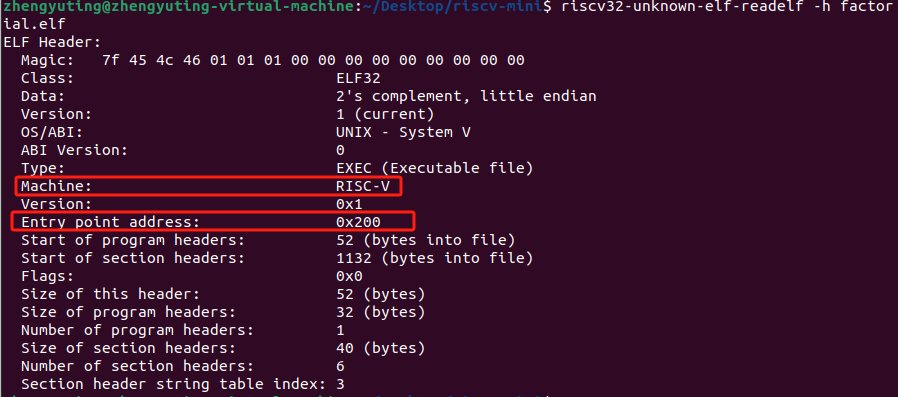 zhengyuting@zhengyuting-virtual-machine:~/Desktop/riscv-mini$ riscv32-unknown-elf-readelf -h factor
ial.elf
ELF Header:
  Magic:   7f 45 4c 46 01 01 01 00 00 00 00 00 00 00 00 00
  Class:                             ELF32
  Data:                              2's complement, little endian
  Version:                           1 (current)
  OS/ABI:                            UNIX - System V
  ABI Version:                       0
  Type:                              EXEC (Executable file)
  Machine:                           RISC-V
  Version:                           0x1
  Entry point address:               0x200
  Start of program headers:          52 (bytes into file)
  Start of section headers:          1132 (bytes into file)
  Flags:                             0x0
  Size of this header:               52 (bytes)
  Size of program headers:           32 (bytes)
  Number of program headers:         1
  Size of section headers:           40 (bytes)
  Number of section headers:         6
  Section header string table index: 3